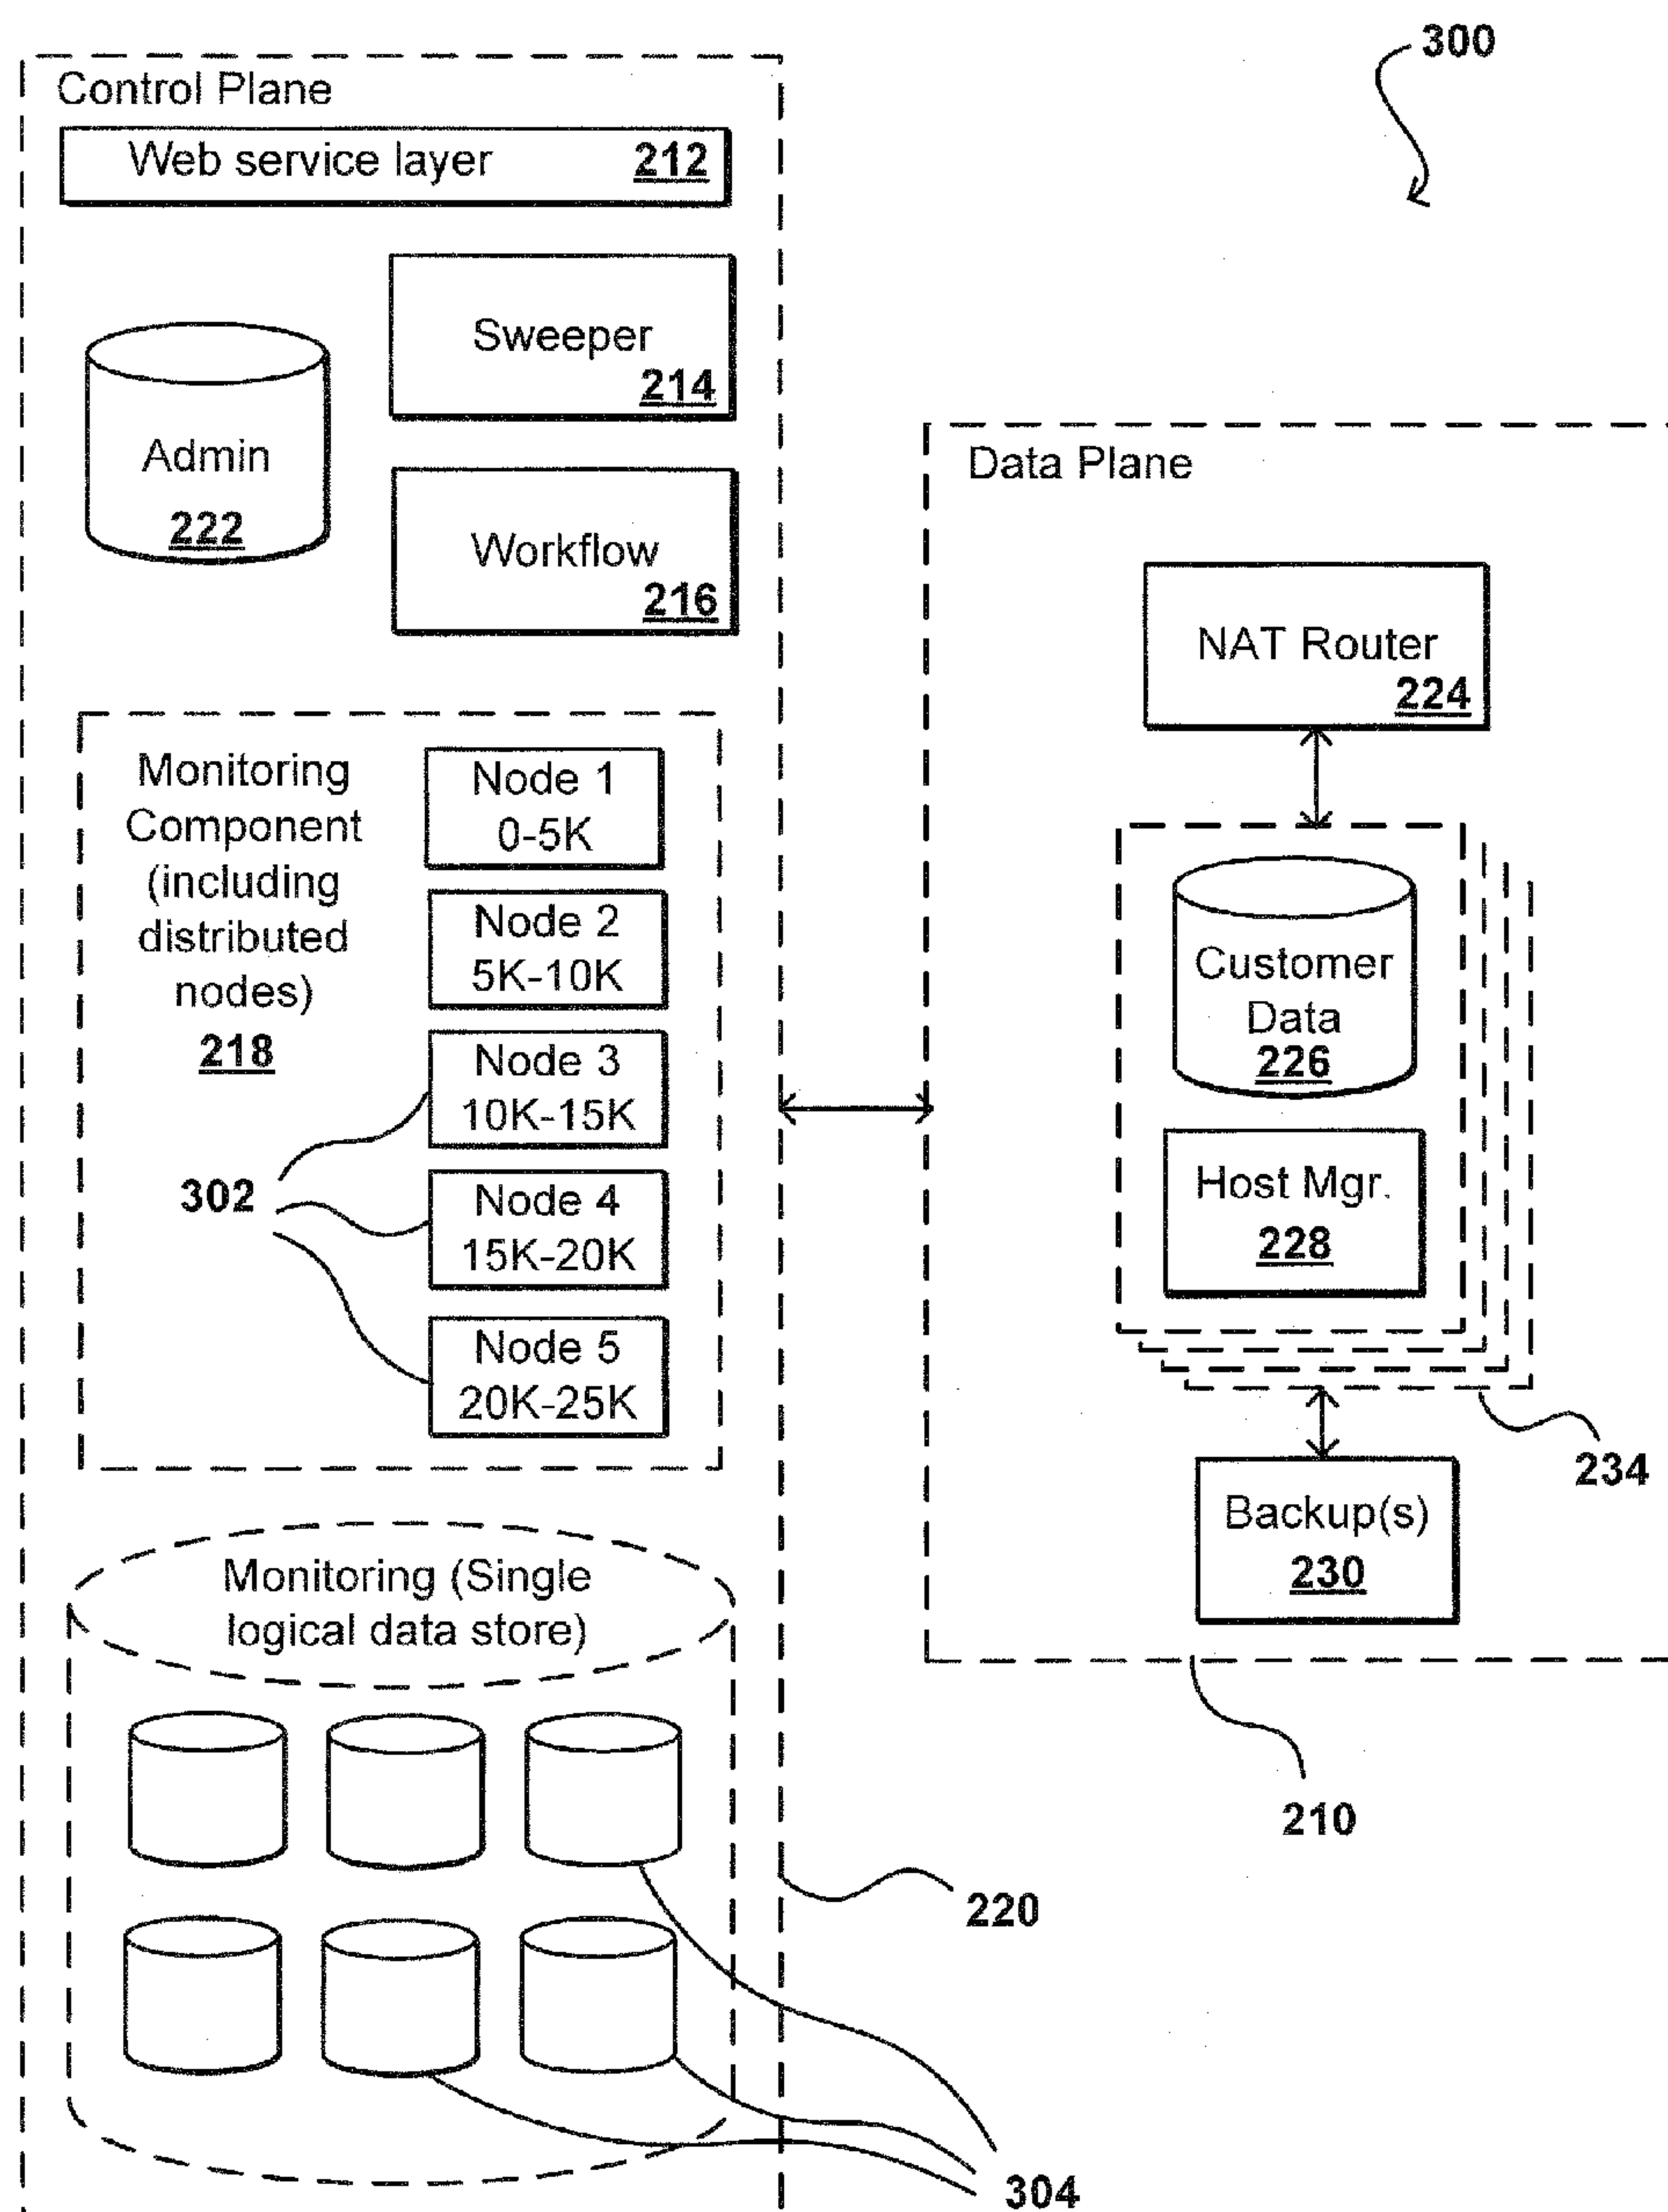 300
Control Plane
Web service layer 212
Sweeper
214
Admin
222
Workflow
216
Monitoring
Component
(including
distributed
nodes)
218
Node 1
0-5K
Node 2
5K-10K
Node 3
10K-15K
Node 4
15K-20K
Node 5
20K-25K
302
Monitoring (Single
logical data store)
220
304
Data Plane
NAT Router
224
Customer
Data
226
Host Mgr.
228
234
Backup(s)
230
210